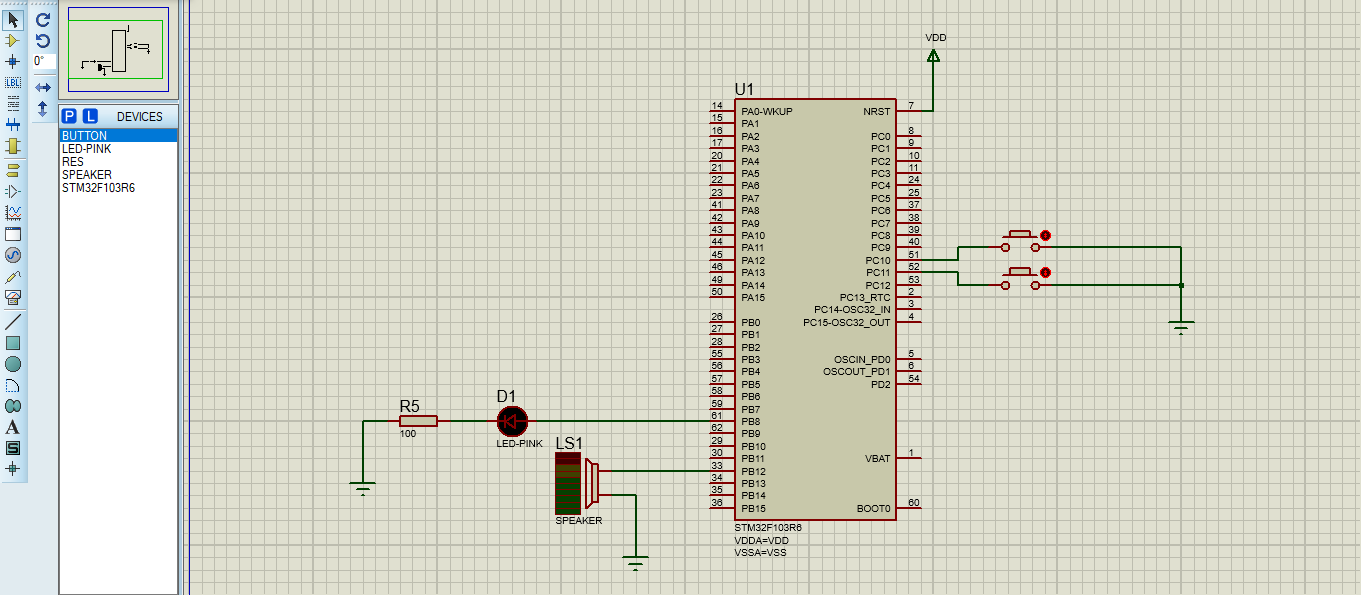 0°
LBL
A
S
P L DEVICES
BUTTON
LED-PINK
RES
SPEAKER
STM32F103R6
VDD
U1
14 PA0-WKUP NRST 7
15 PA1
16 PA2 PC0 8
17 PA3 PC1 9
20 PA4 PC2 10
21 PA5 PC3 11
22 PA6 PC4 24
23 PA7 PC5 25
41 PA8 PC6 37
42 PA9 PC7 38
43 PA10 PC8 39
44 PA11 PC9 40
45 PA12 PC10 51
46 PA13 PC11 52
49 PA14 PC12 53
50 PA15 PC13_RTC 2
PC14-OSC32_IN 3
26 PB0 PC15-OSC32_OUT 4
27 PB1
28 PB2
55 PB3 OSCIN_PD0 5
56 PB4 OSCOUT_PD1 6
57 PB5 PD2 54
58 PB6
59 PB7
61 PB8
62 PB9
29 PB10
30 PB11 VBAT 1
33 PB12
34 PB13
35 PB14
36 PB15 BOOT0 60
STM32F103R6
VDDA=VDD
VSSA=VSS
R5
100
D1
LED-PINK
LS1
SPEAKER